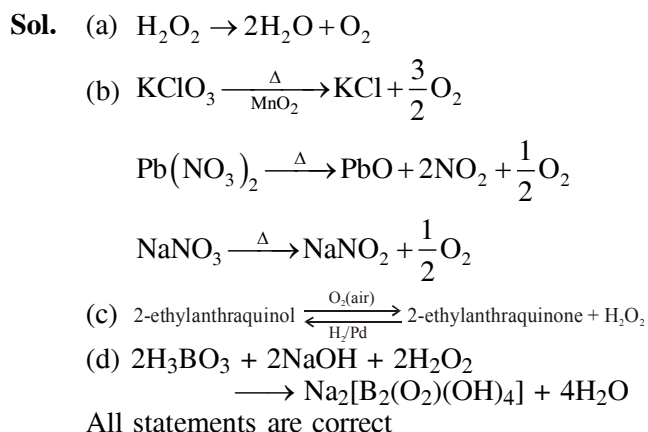 Sol. (a) H₂O₂ → 2H₂O + O₂
(b) KClO₃ —Δ/MnO₂→ KCl + 3/2 O₂
Pb(NO₃)₂ —Δ→ PbO + 2NO₂ + 1/2 O₂
NaNO₃ —Δ→ NaNO₂ + 1/2 O₂
(c) 2-ethylanthraquinol ⇌[O₂(air)][H₂/Pd] 2-ethylanthraquinone + H₂O₂
(d) 2H₃BO₃ + 2NaOH + 2H₂O₂
⟶ Na₂[B₂(O₂)(OH)₄] + 4H₂O
All statements are correct